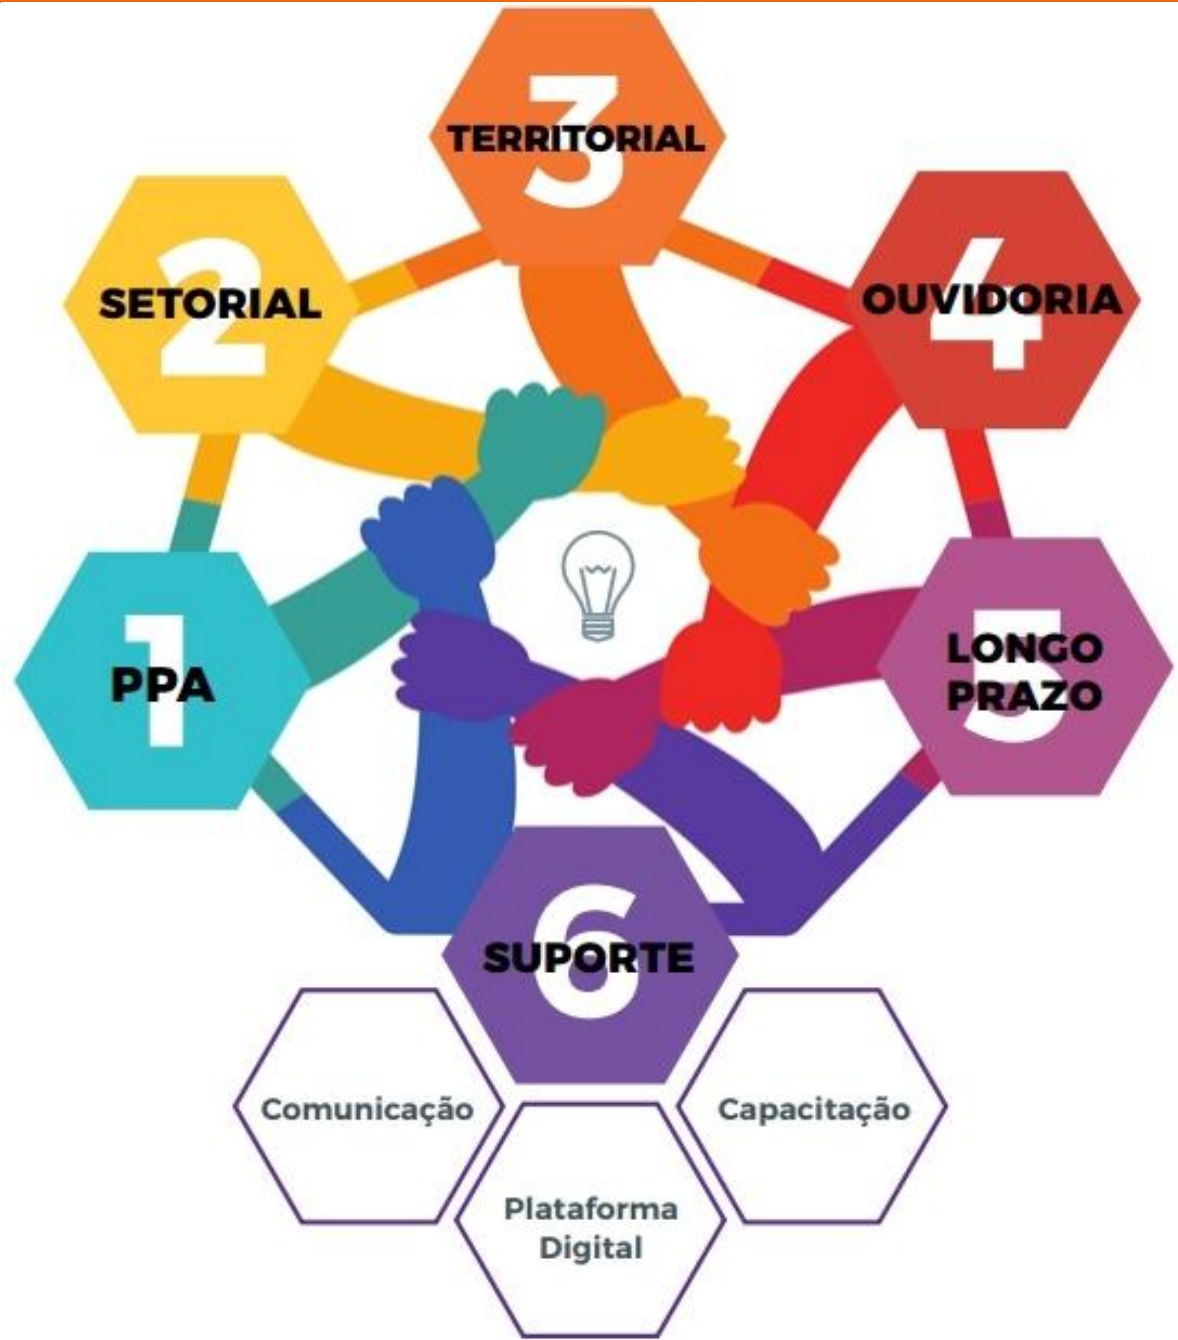 3
TERRITORIAL
2
SETORIAL
4
OUVIDORIA
1
PPA
5
LONGO
PRAZO
6
SUPORTE
Comunicação
Capacitação
Plataforma
Digital